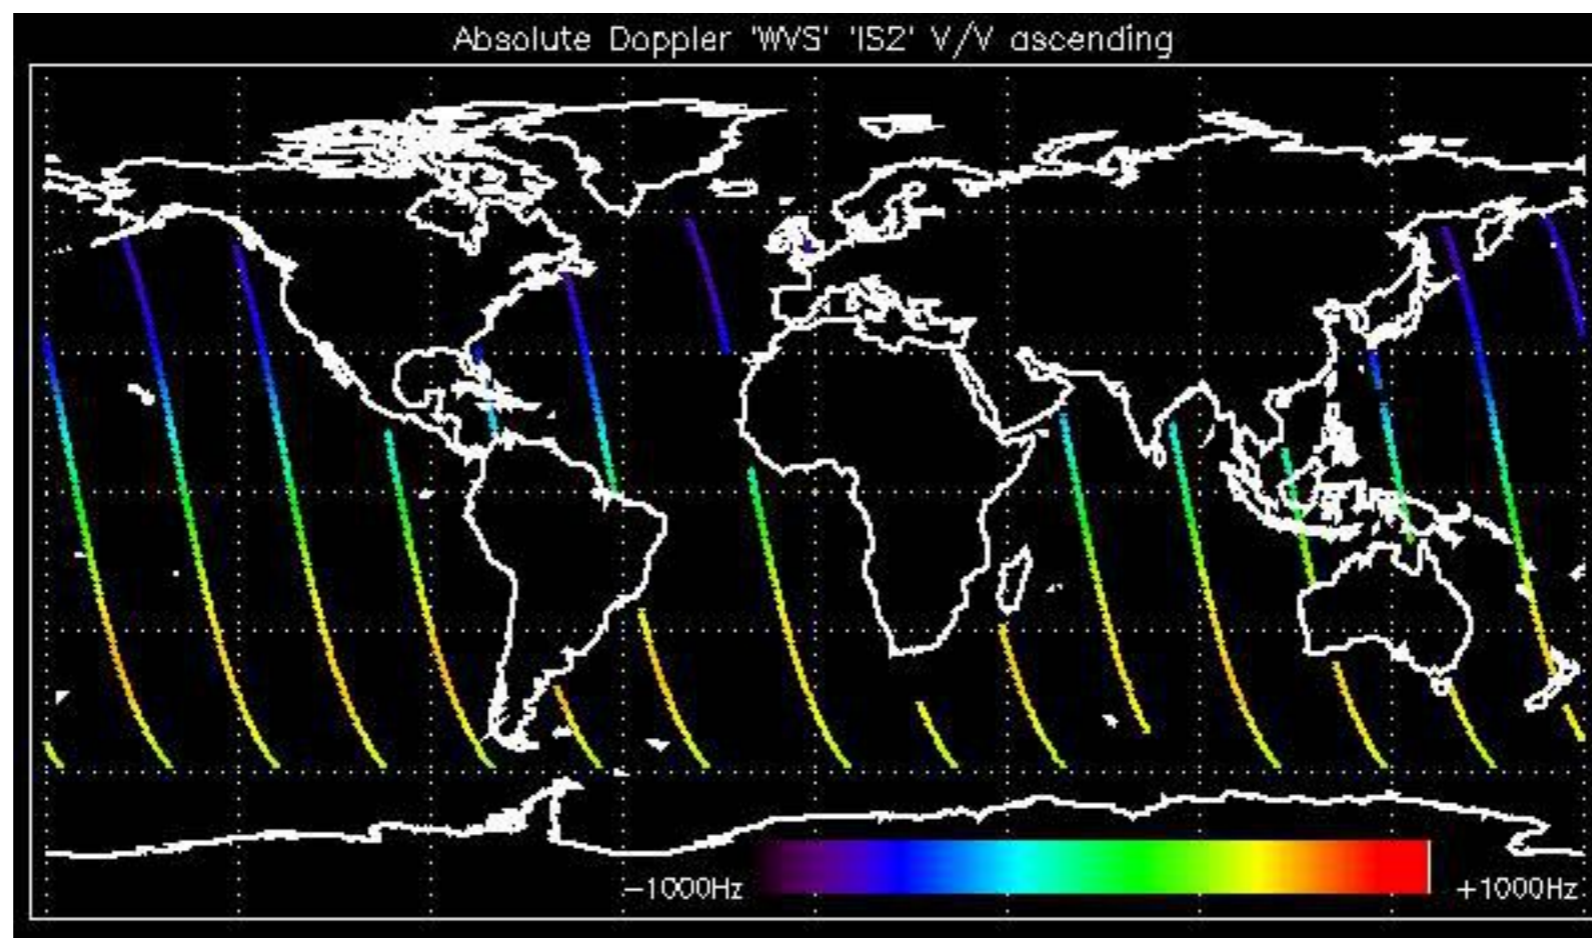 Absolute Doppler 'WVS' 'IS2' V/V ascending
−1000Hz +1000Hz